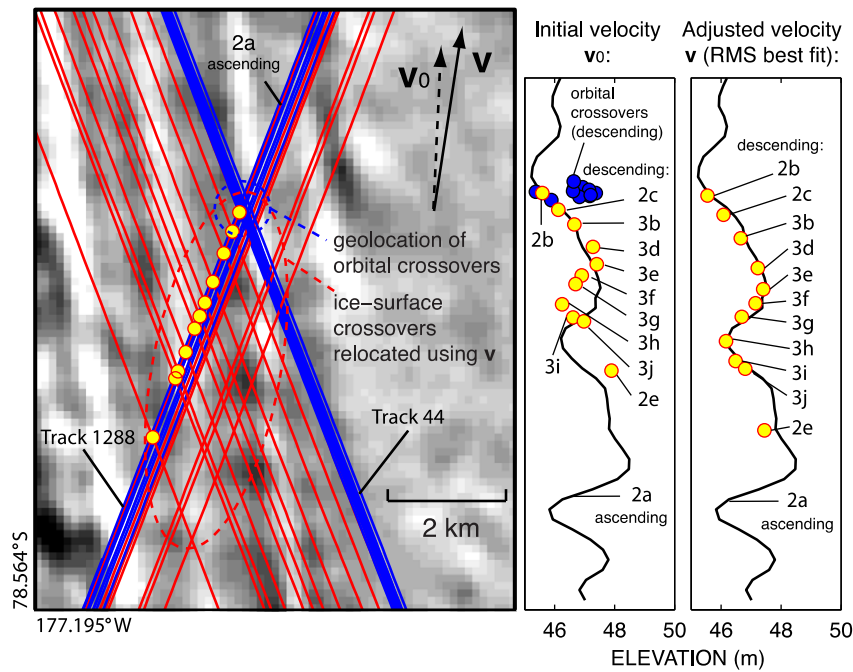 2a
ascending
v0
v
geolocation of
orbital crossovers
ice–surface
crossovers
relocated using v
Track 1288
Track 44
2 km
78.564°S
177.195°W
Initial velocity
v0:
orbital
crossovers
(descending)
descending:
2b
2c
3b
3d
3e
3f
3g
3h
3i
3j
2e
2a
ascending
46
48
50
Adjusted velocity
v (RMS best fit):
descending:
2b
2c
3b
3d
3e
3f
3g
3h
3i
3j
2e
2a
ascending
46
48
50
ELEVATION (m)